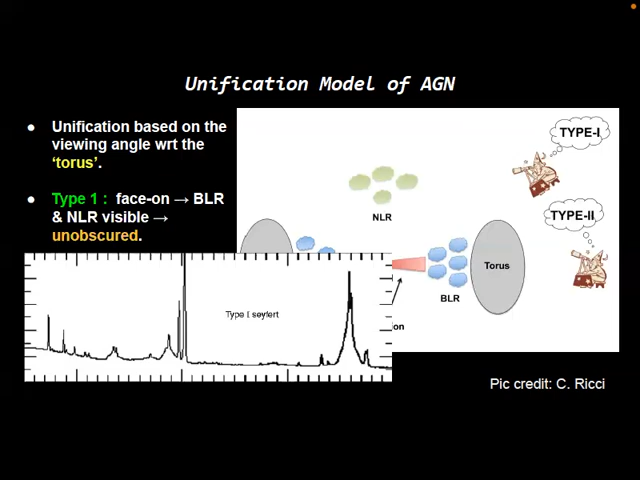 Unification Model of AGN
● Unification based on the
viewing angle wrt the
‘torus’.
● Type 1 : face-on → BLR
& NLR visible →
unobscured.
TYPE-I
TYPE-II
NLR
Torus
BLR
ion
Type I seyfert
Pic credit: C. Ricci